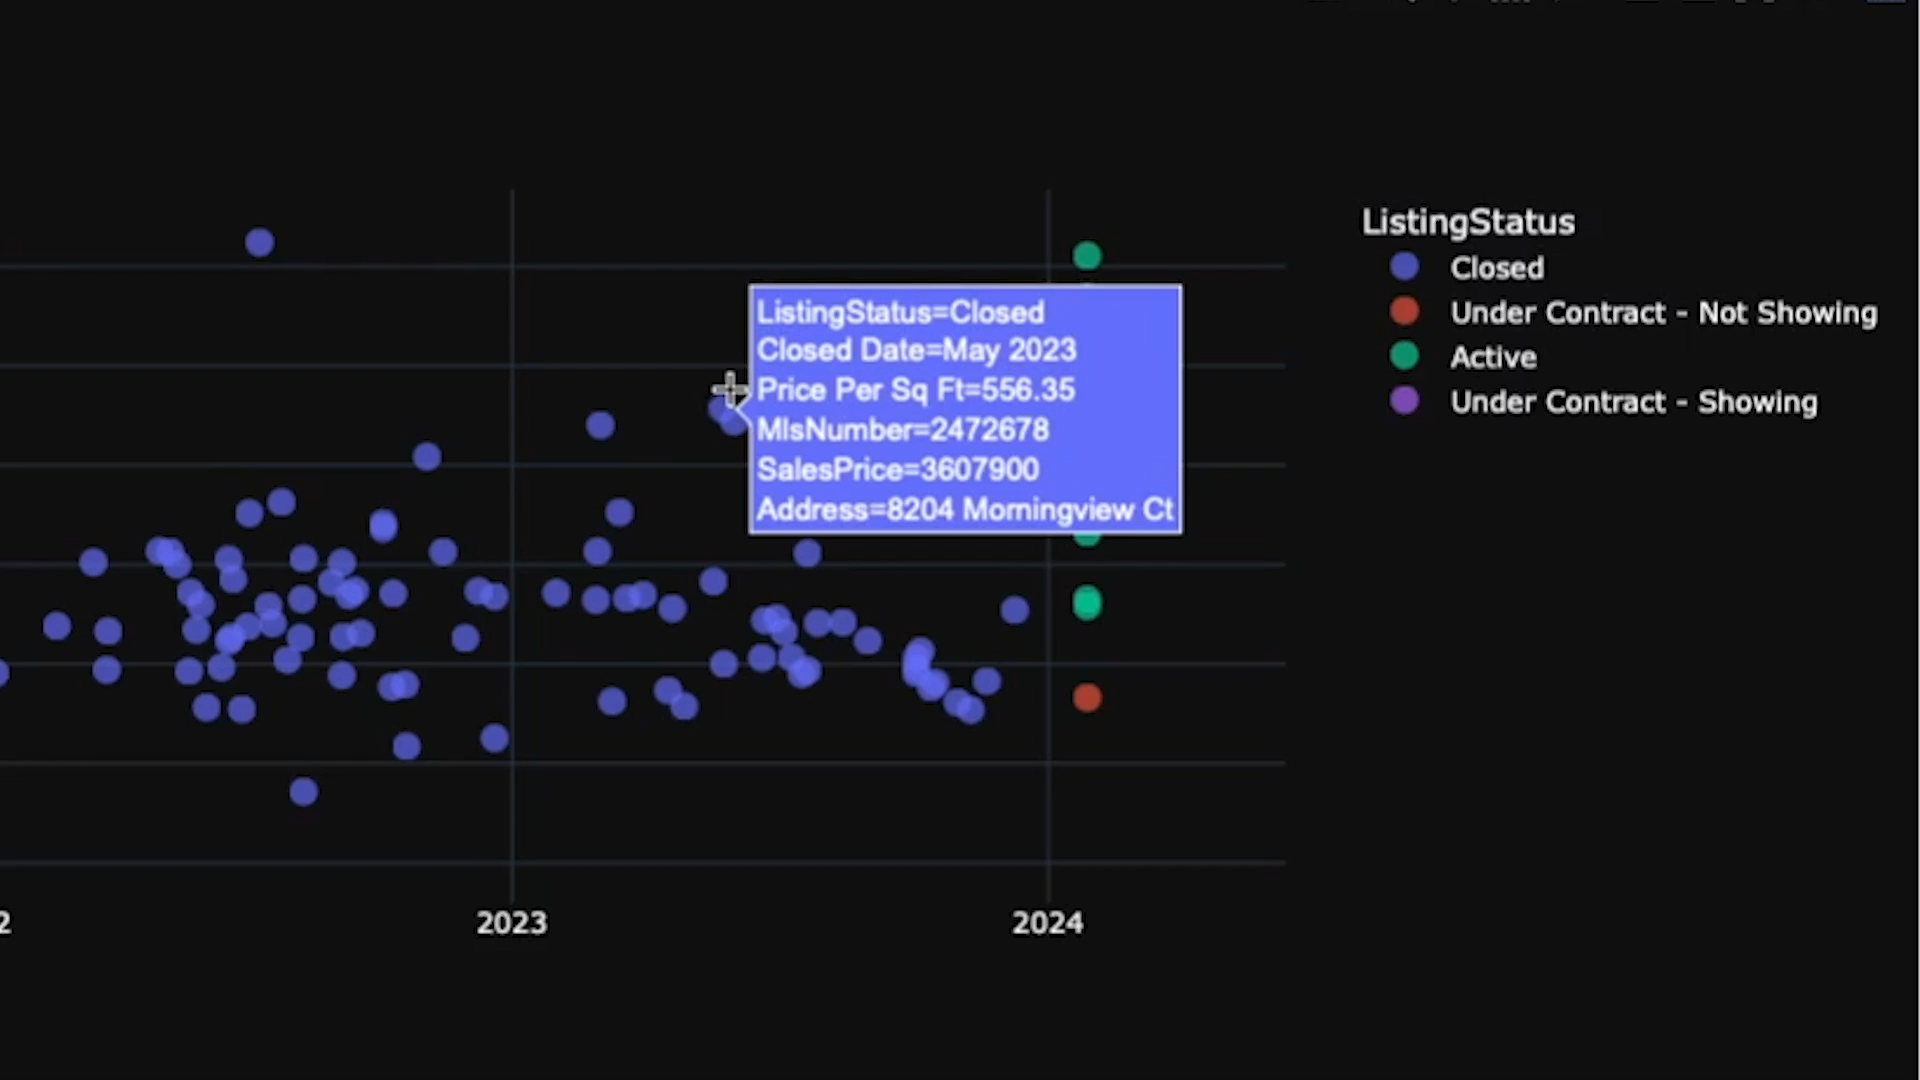 ListingStatus
Closed
Under Contract - Not Showing
Active
Under Contract - Showing
ListingStatus=Closed
Closed Date=May 2023
Price Per Sq Ft=556.35
MlsNumber=2472678
SalesPrice=3607900
Address=8204 Morningview Ct
2
2023
2024